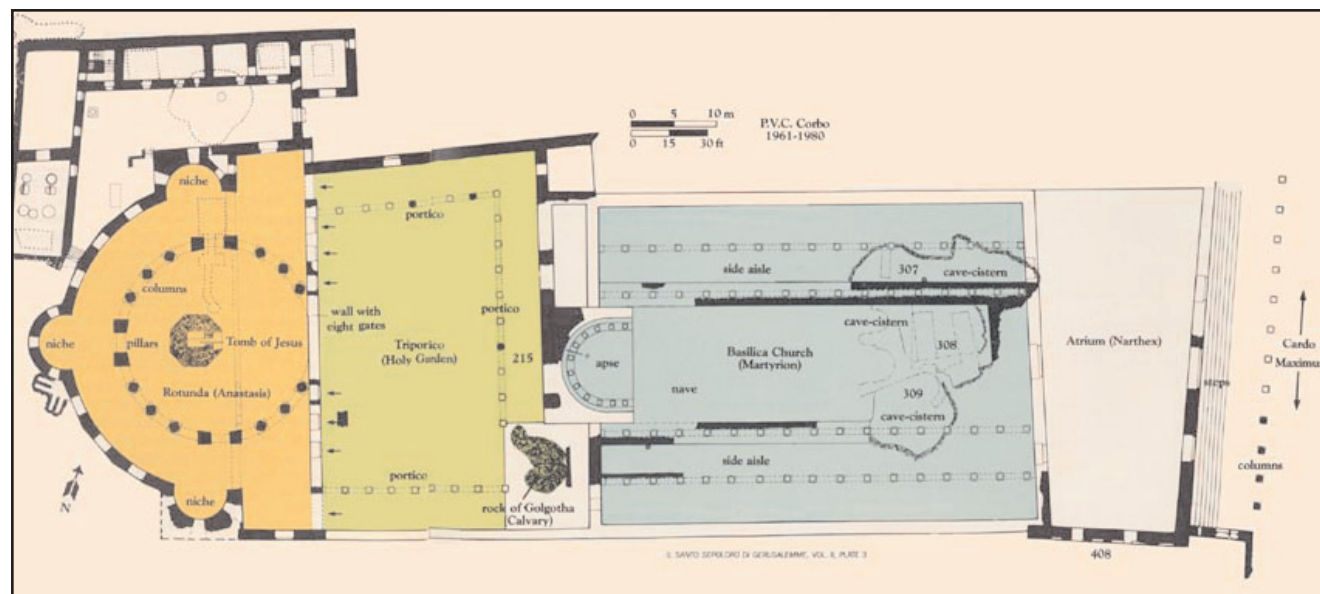 0 5 10 m
0 15 30 ft
P.V.C. Corbo
1961-1980
niche
columns
niche
pillars
Tomb of Jesus
Rotunda (Anastasis)
niche
N
portico
wall with
eight gates
portico
Triporico
(Holy Garden)
215
portico
rock of Golgotha
(Calvary)
side aisle
307
cave-cistern
cave-cistern
308
apse
Basilica Church
(Martyrion)
nave
309
cave-cistern
side aisle
Atrium (Narthex)
steps
Cardo
Maximus
columns
408
IL SANTO SEPOLCRO DI GERUSALEMME, VOL. II, PLATE 3